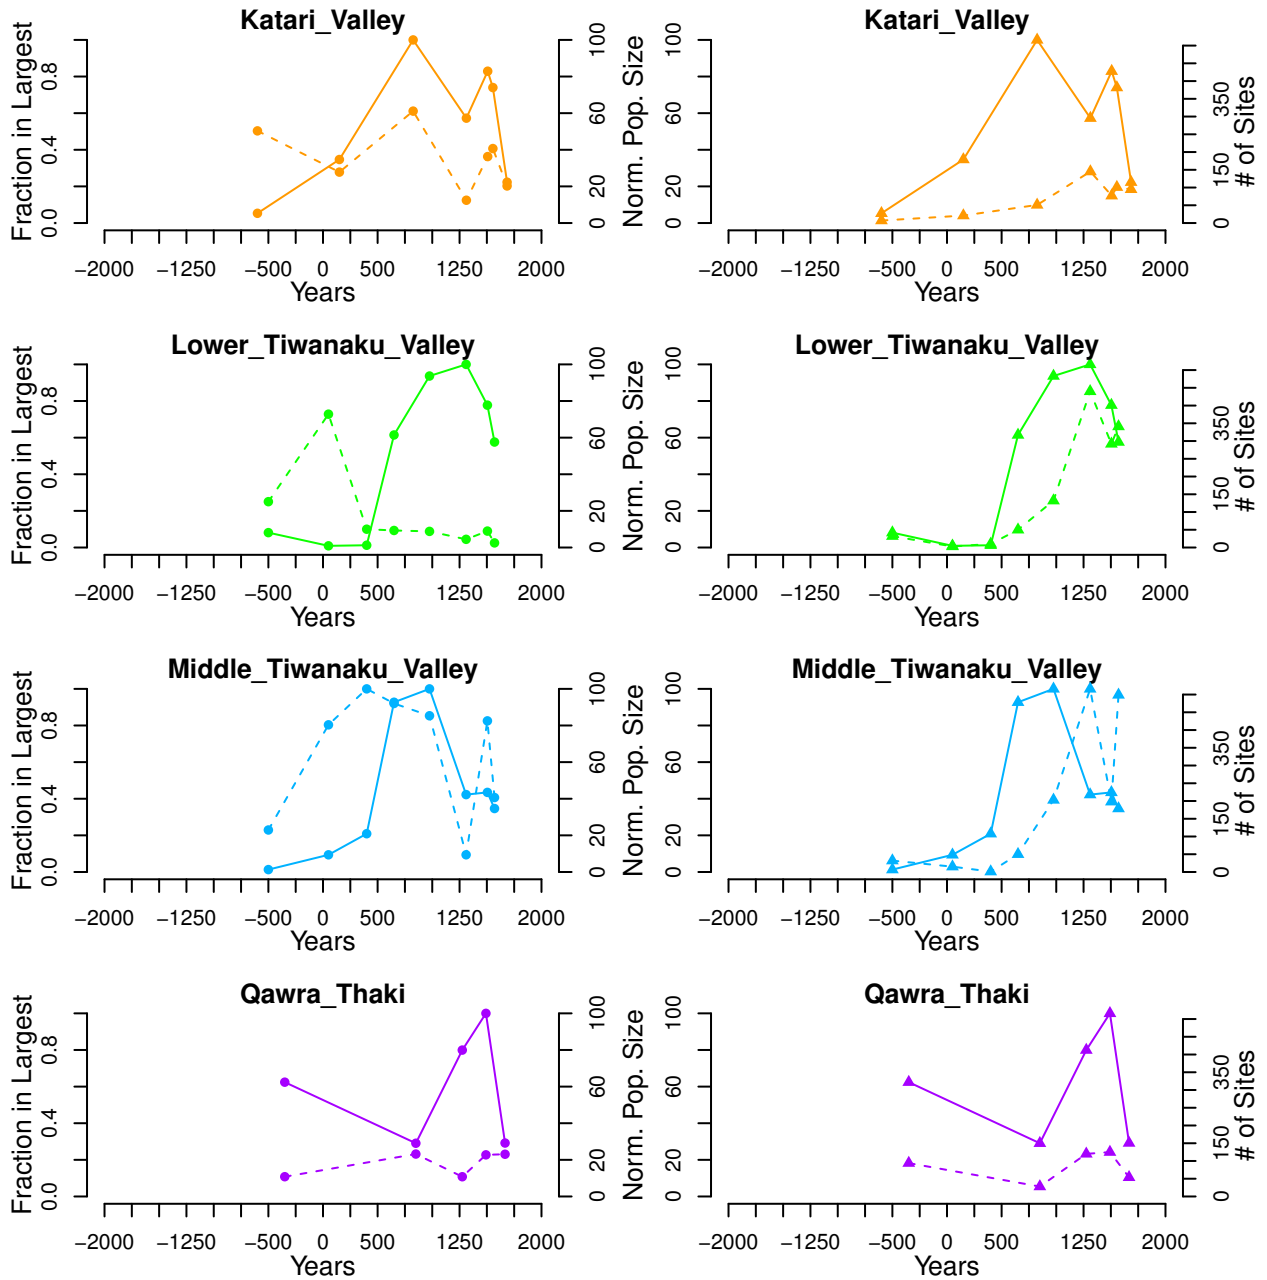 Katari_Valley Katari_Valley
Fraction in Largest 0.0 0.4 0.8 0 20 60 100 Norm. Pop. Size 0 20 60 100 0 150 350 # of Sites
−2000 −1250 −500 0 500 1250 2000 −2000 −1250 −500 0 500 1250 2000
Years Years
Lower_Tiwanaku_Valley Lower_Tiwanaku_Valley
Fraction in Largest 0.0 0.4 0.8 0 20 60 100 Norm. Pop. Size 0 20 60 100 0 150 350 # of Sites
−2000 −1250 −500 0 500 1250 2000 −2000 −1250 −500 0 500 1250 2000
Years Years
Middle_Tiwanaku_Valley Middle_Tiwanaku_Valley
Fraction in Largest 0.0 0.4 0.8 0 20 60 100 Norm. Pop. Size 0 20 60 100 0 150 350 # of Sites
−2000 −1250 −500 0 500 1250 2000 −2000 −1250 −500 0 500 1250 2000
Years Years
Qawra_Thaki Qawra_Thaki
Fraction in Largest 0.0 0.4 0.8 0 20 60 100 Norm. Pop. Size 0 20 60 100 0 150 350 # of Sites
−2000 −1250 −500 0 500 1250 2000 −2000 −1250 −500 0 500 1250 2000
Years Years